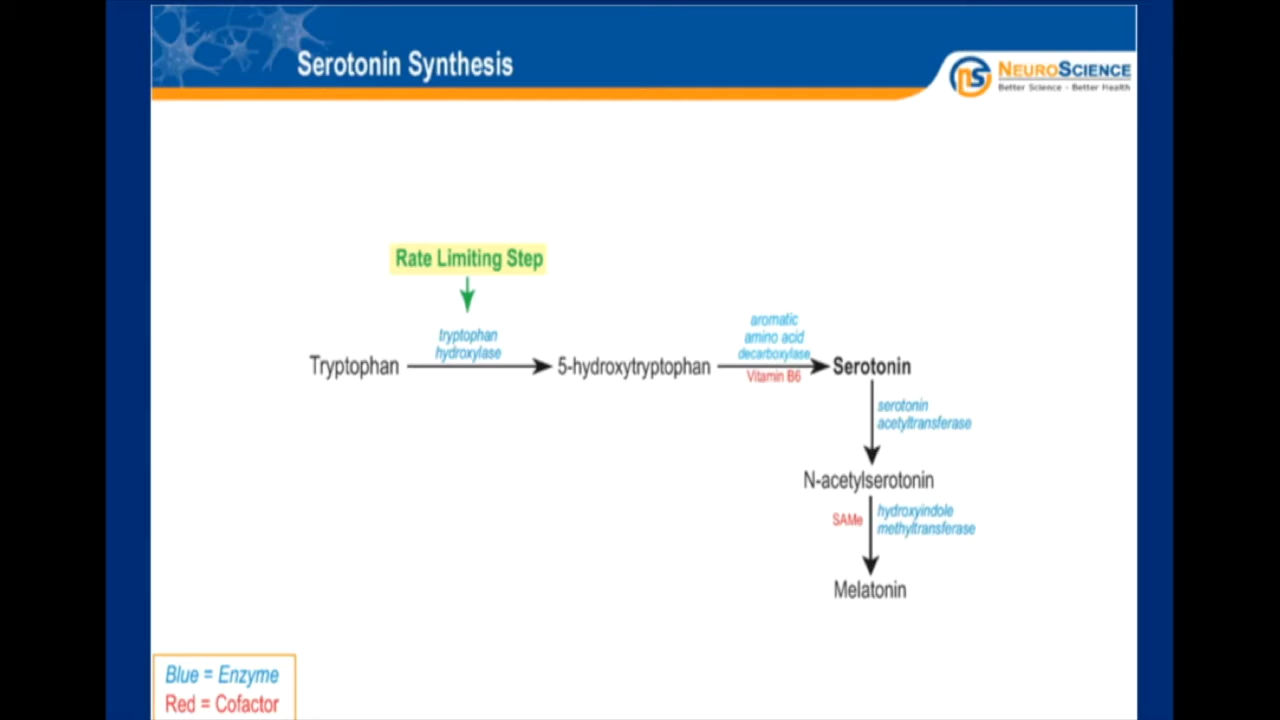 Serotonin Synthesis
NS NEUROSCIENCE
Better Science - Better Health
Rate Limiting Step
tryptophan
hydroxylase
aromatic
amino acid
decarboxylase
Tryptophan
5-hydroxytryptophan
Vitamin B6
Serotonin
serotonin
acetyltransferase
N-acetylserotonin
SAMe
hydroxyindole
methyltransferase
Melatonin
Blue = Enzyme
Red = Cofactor